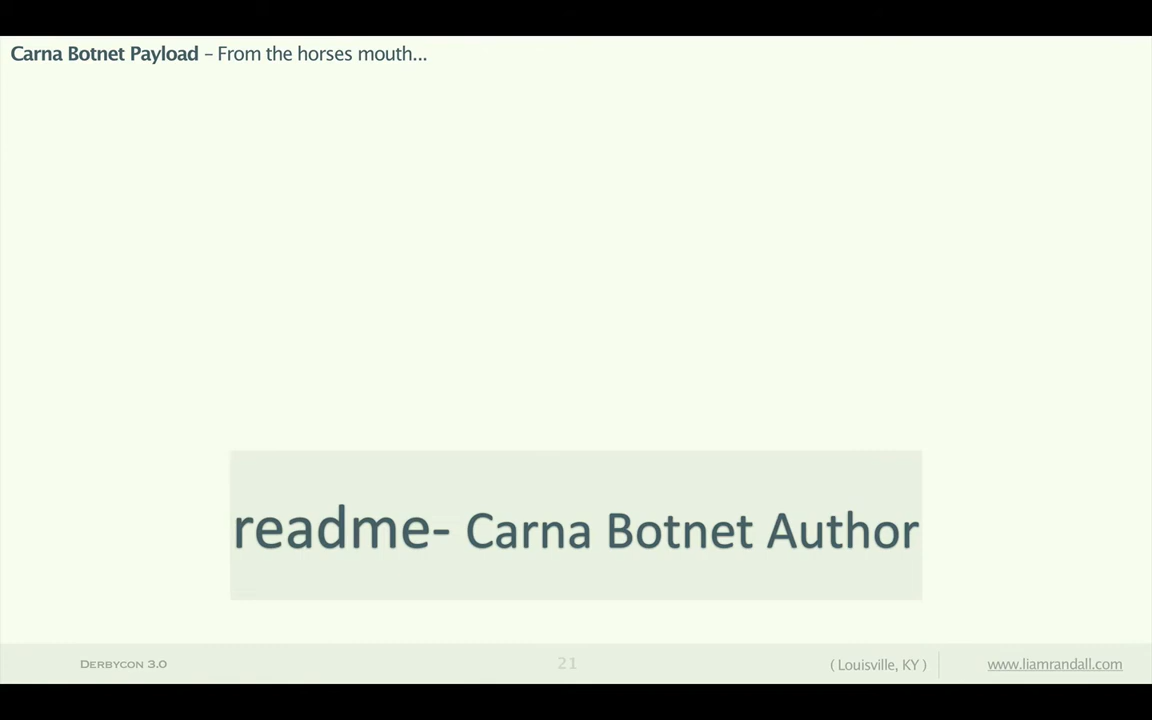 Carna Botnet Payload – From the horses mouth...
readme- Carna Botnet Author
DERBYCON 3.0
21
( Louisville, KY )
www.liamrandall.com